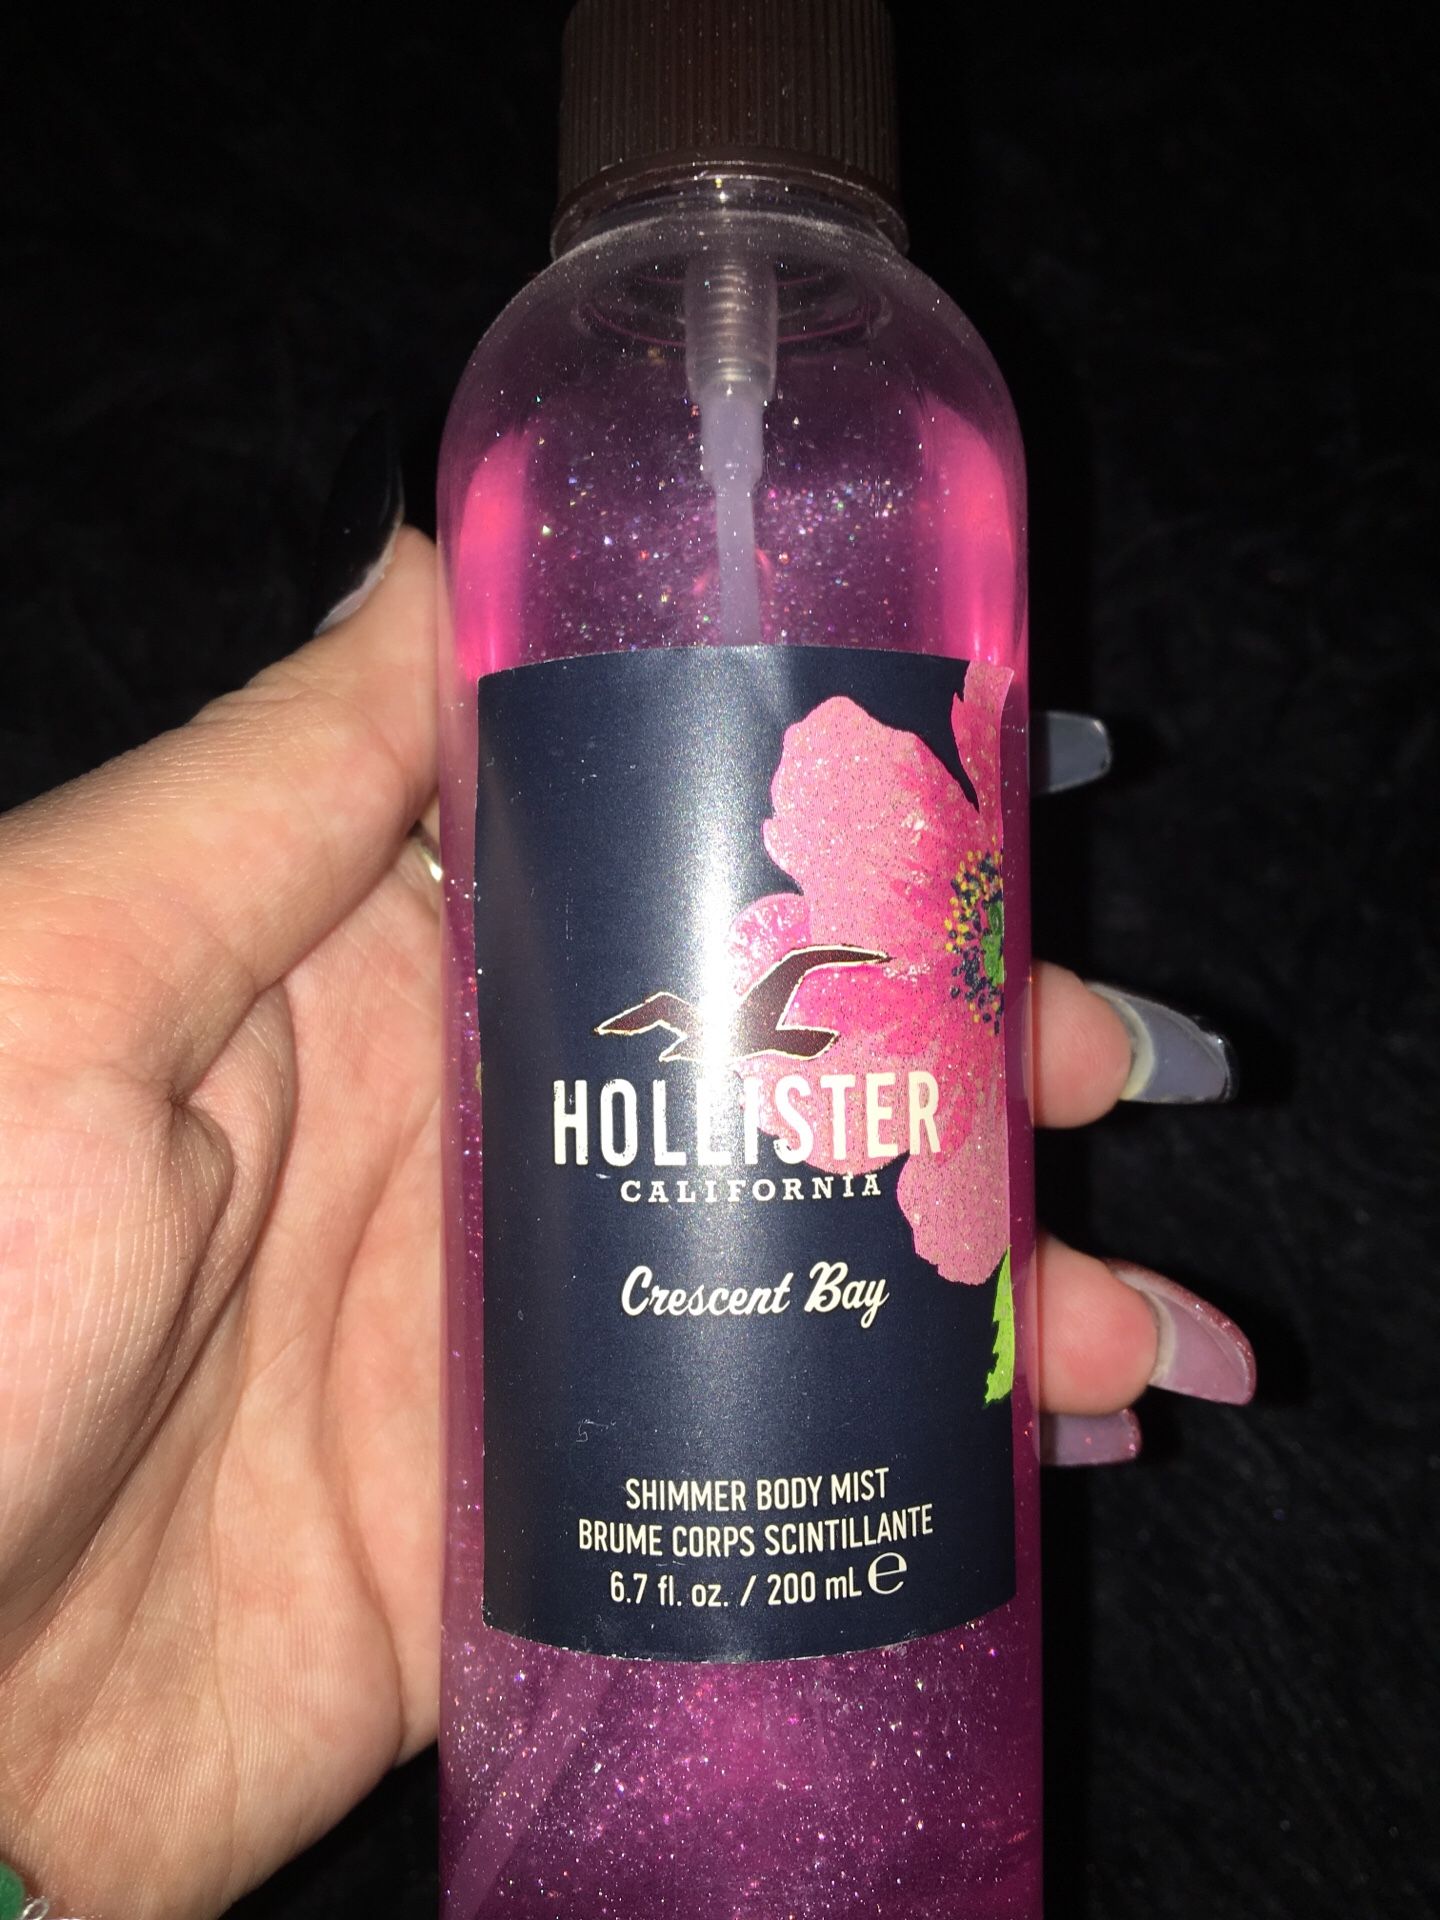 HOLLISTER
CALIFORNIA
Crescent Bay
SHIMMER BODY MIST
BRUME CORPS SCINTILLANTE
6.7 fl. oz. / 200 mL ℮